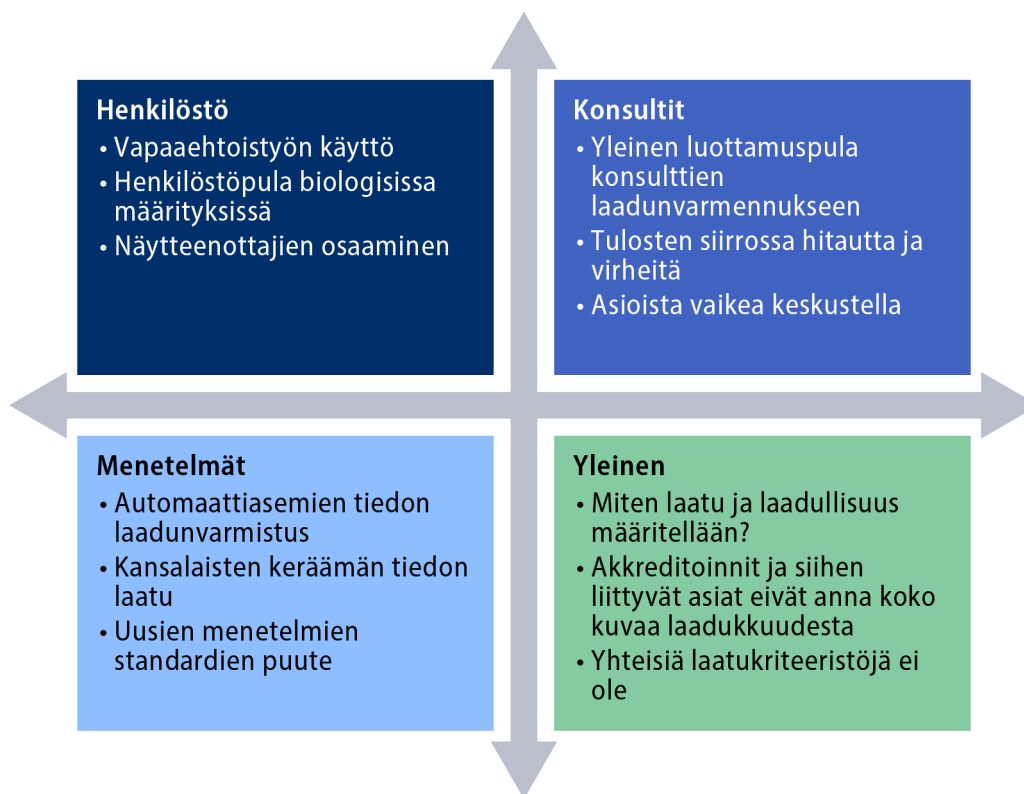 Henkilöstö
• Vapaaehtoistyön käyttö
• Henkilöstöpula biologisissa
määrityksissä
• Näytteenottajien osaaminen
Konsultit
• Yleinen luottamuspula
konsulttien
laadunvarmennukseen
• Tulosten siirrossa hitautta ja
virheitä
• Asioista vaikea keskustella
Menetelmät
• Automaattiasemien tiedon
laadunvarmistus
• Kansalaisten keräämän tiedon
laatu
• Uusien menetelmien
standardien puute
Yleinen
• Miten laatu ja laadullisuus
määritellään?
• Akkreditoinnit ja siihen
liittyvät asiat eivät anna koko
kuvaa laadukkuudesta
• Yhteisiä laatukriteeristöjä ei
ole